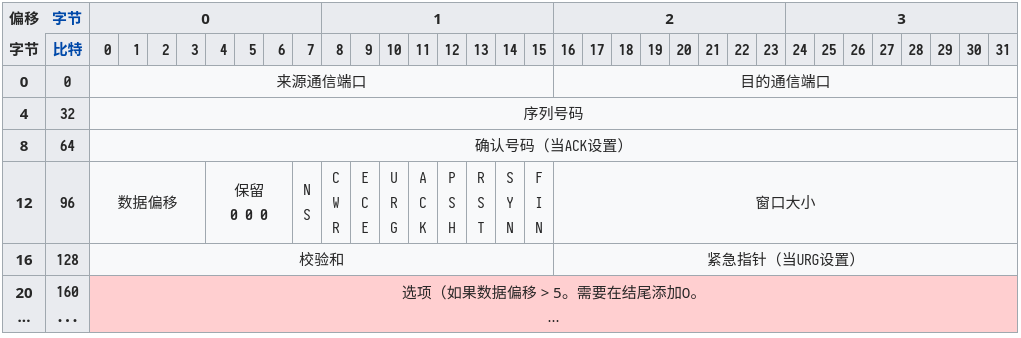 偏移 字节 0 1 2 3
字节 比特 0 1 2 3 4 5 6 7 8 9 10 11 12 13 14 15 16 17 18 19 20 21 22 23 24 25 26 27 28 29 30 31
0 0 来源通信端口 目的通信端口
4 32 序列号码
8 64 确认号码（当ACK设置）
12 96 数据偏移 保留 0 0 0 NS CWR ECE URG ACK PSH RST SYN FIN 窗口大小
16 128 校验和 紧急指针（当URG设置）
20 160 选项（如果数据偏移 > 5。需要在结尾添加0。
... ... ...